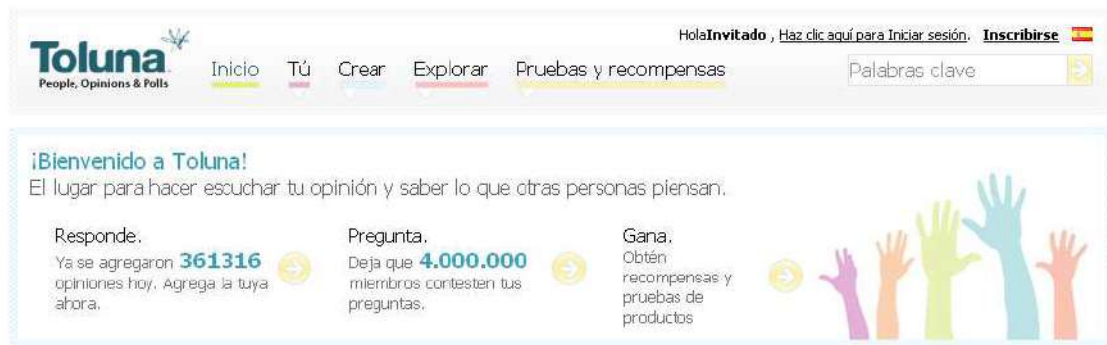 HolaInvitado , Haz clic aquí para Iniciar sesión. Inscribirse
Toluna
People, Opinions & Polls
Inicio Tú Crear Explorar Pruebas y recompensas
Palabras clave
¡Bienvenido a Toluna!
El lugar para hacer escuchar tu opinión y saber lo que otras personas piensan.
Responde.
Ya se agregaron 361316
opiniones hoy. Agrega la tuya
ahora.
Pregunta.
Deja que 4.000.000
miembros contesten tus
preguntas.
Gana.
Obtén
recompensas y
pruebas de
productos